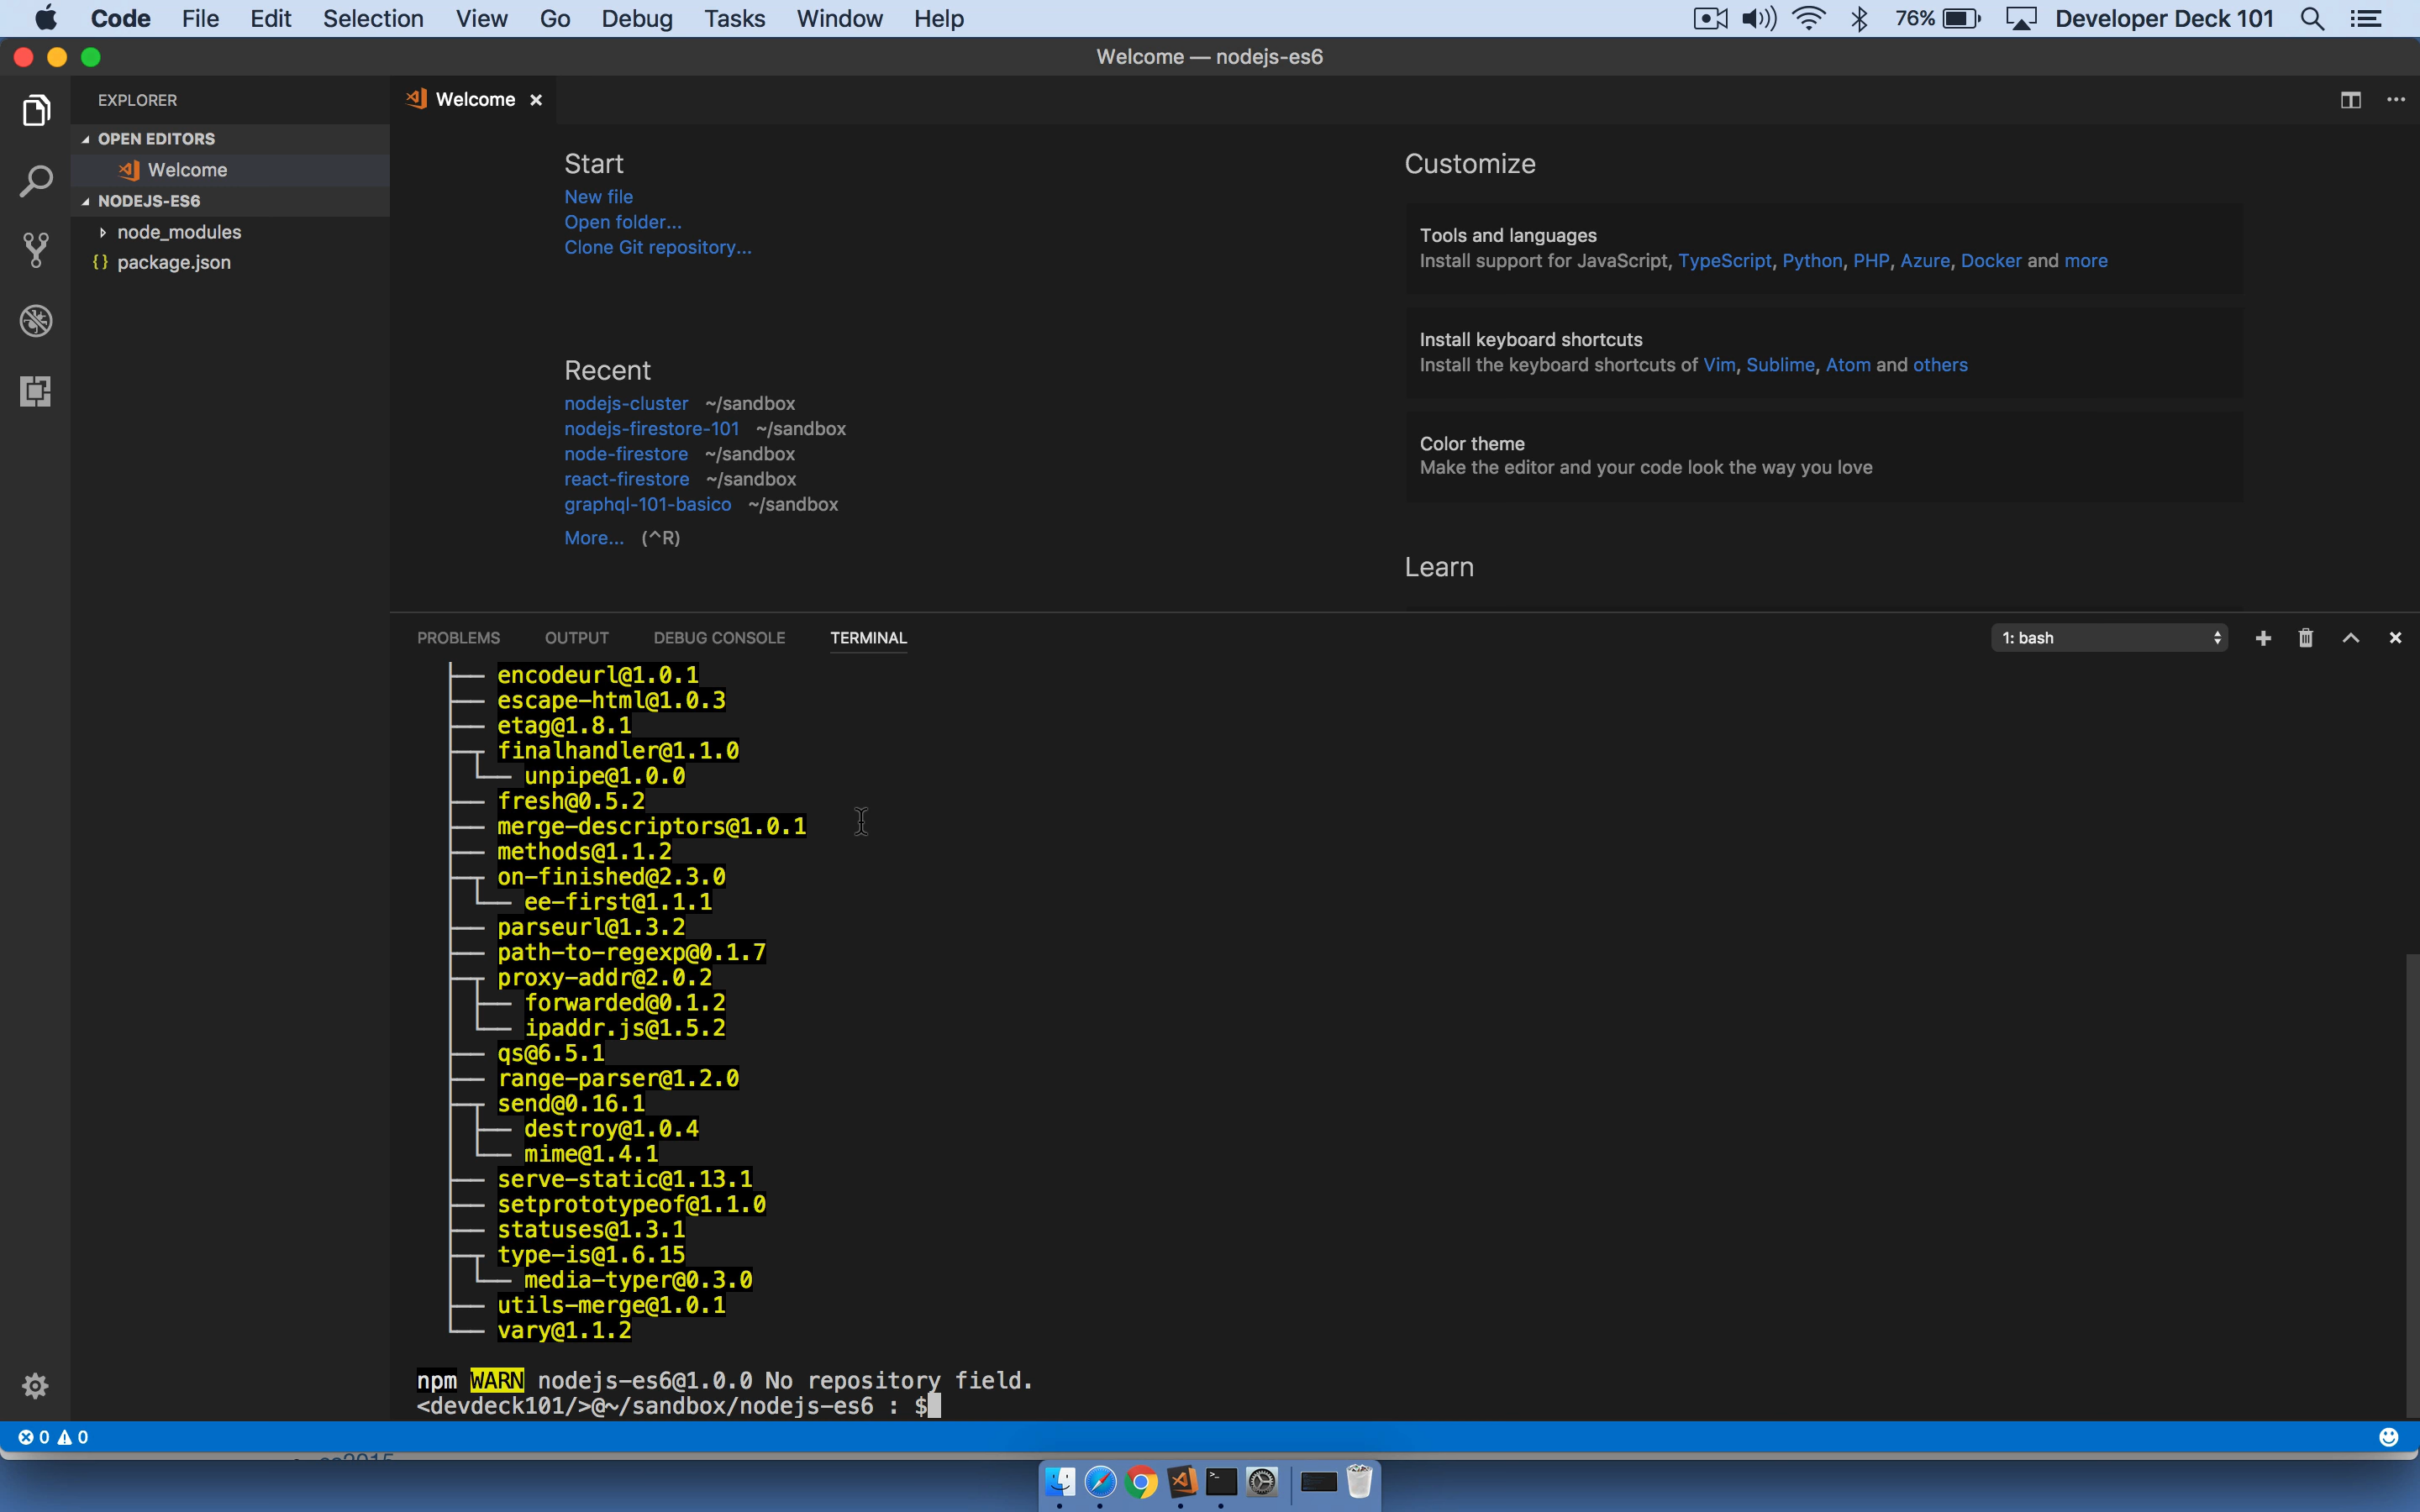 Code File Edit Selection View Go Debug Tasks Window Help 76% Developer Deck 101
Welcome — nodejs-es6
EXPLORER
OPEN EDITORS
Welcome
NODEJS-ES6
node_modules
{} package.json
Welcome ×
Start
New file
Open folder...
Clone Git repository...
Recent
nodejs-cluster ~/sandbox
nodejs-firestore-101 ~/sandbox
node-firestore ~/sandbox
react-firestore ~/sandbox
graphql-101-basico ~/sandbox
More... (^R)
Customize
Tools and languages
Install support for JavaScript, TypeScript, Python, PHP, Azure, Docker and more
Install keyboard shortcuts
Install the keyboard shortcuts of Vim, Sublime, Atom and others
Color theme
Make the editor and your code look the way you love
Learn
PROBLEMS OUTPUT DEBUG CONSOLE TERMINAL 1: bash
encodeurl@1.0.1
escape-html@1.0.3
etag@1.8.1
finalhandler@1.1.0
unpipe@1.0.0
fresh@0.5.2
merge-descriptors@1.0.1
methods@1.1.2
on-finished@2.3.0
ee-first@1.1.1
parseurl@1.3.2
path-to-regexp@0.1.7
proxy-addr@2.0.2
forwarded@0.1.2
ipaddr.js@1.5.2
qs@6.5.1
range-parser@1.2.0
send@0.16.1
destroy@1.0.4
mime@1.4.1
serve-static@1.13.1
setprototypeof@1.1.0
statuses@1.3.1
type-is@1.6.15
media-typer@0.3.0
utils-merge@1.0.1
vary@1.1.2
npm WARN nodejs-es6@1.0.0 No repository field.
<devdeck101/>@~/sandbox/nodejs-es6 : $
0 0